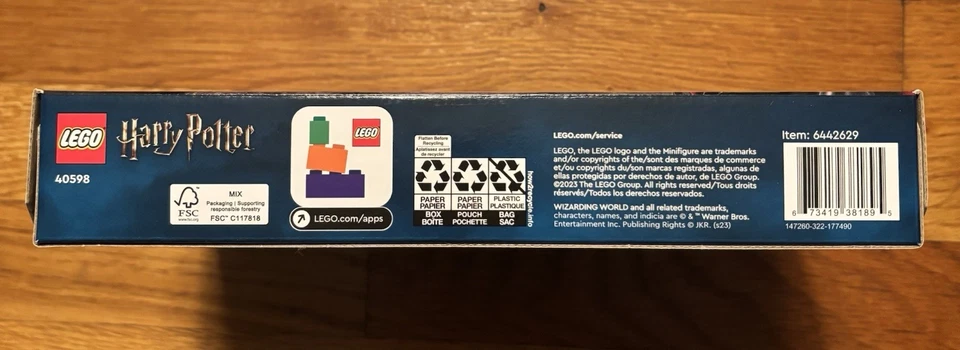 LEGO
Harry Potter
40598
FSC
www.fsc.org
MIX
Packaging | Supporting
responsible forestry
FSC™ C117818
LEGO
LEGO.com/apps
Flatten Before
Recycling
Aplatissez avant
de recycler
PAPER
PAPIER
BOX
BOÎTE
PAPER
PAPIER
POUCH
POCHETTE
PLASTIC
PLASTIQUE
BAG
SAC
how2recycle.info
LEGO.com/service
LEGO, the LEGO logo and the Minifigure are trademarks
and/or copyrights of the/sont des marques de commerce
et/ou copyrights du/son marcas registradas, algunas de
ellas protegidas por derechos de autor, de LEGO Group.
©2023 The LEGO Group. All rights reserved/Tous droits
réservés/Todos los derechos reservados.
WIZARDING WORLD and all related trademarks,
characters, names, and indicia are © & ™ Warner Bros.
Entertainment Inc. Publishing Rights © JKR. (s23)
Item: 6442629
6 73419 38189 5
147260-322-177490